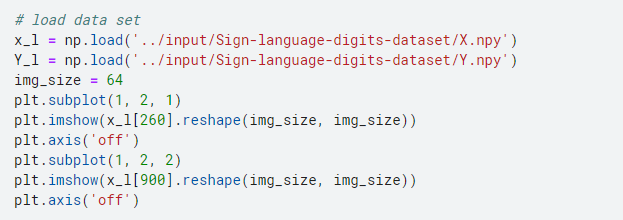 # load data set
x_l = np.load('../input/Sign-language-digits-dataset/X.npy')
Y_l = np.load('../input/Sign-language-digits-dataset/Y.npy')
img_size = 64
plt.subplot(1, 2, 1)
plt.imshow(x_l[260].reshape(img_size, img_size))
plt.axis('off')
plt.subplot(1, 2, 2)
plt.imshow(x_l[900].reshape(img_size, img_size))
plt.axis('off')